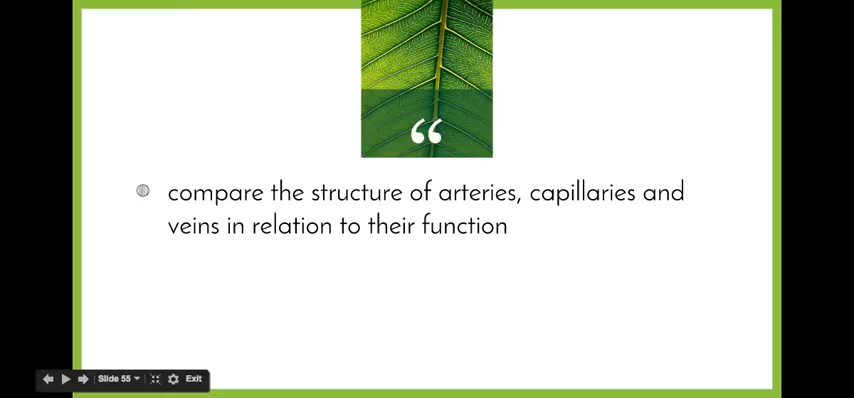 “
compare the structure of arteries, capillaries and
veins in relation to their function
Slide 55 Exit